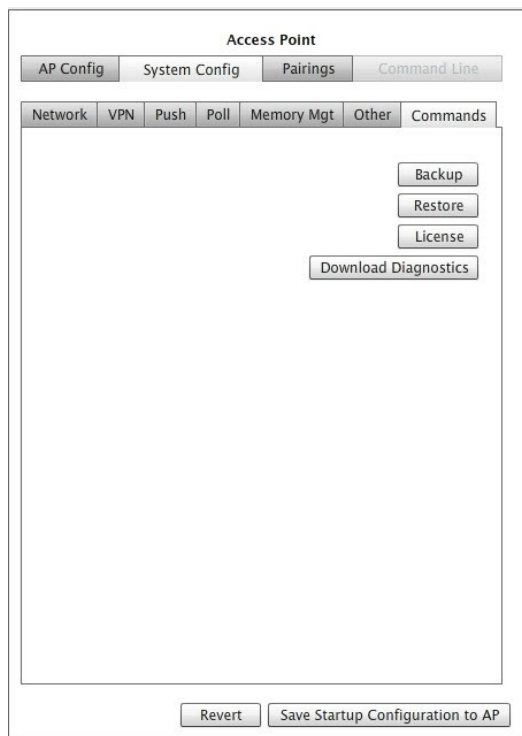 Access Point
AP Config System Config Pairings Command Line
Network VPN Push Poll Memory Mgt Other Commands
Backup
Restore
License
Download Diagnostics
Revert Save Startup Configuration to AP